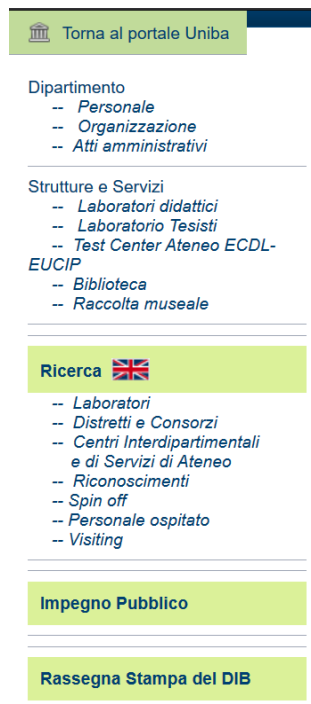 Torna al portale Uniba
Dipartimento
-- Personale
-- Organizzazione
-- Atti amministrativi
Strutture e Servizi
-- Laboratori didattici
-- Laboratorio Tesisti
-- Test Center Ateneo ECDL-
EUCIP
-- Biblioteca
-- Raccolta museale
Ricerca
-- Laboratori
-- Distretti e Consorzi
-- Centri Interdipartimentali
e di Servizi di Ateneo
-- Riconoscimenti
-- Spin off
-- Personale ospitato
-- Visiting
Impegno Pubblico
Rassegna Stampa del DIB